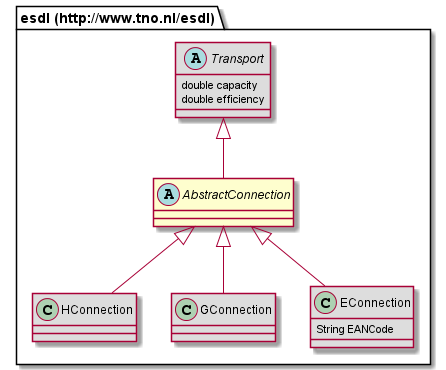 esdl (http://www.tno.nl/esdl)
A Transport
double capacity
double efficiency
A AbstractConnection
C HConnection
C GConnection
C EConnection
String EANCode